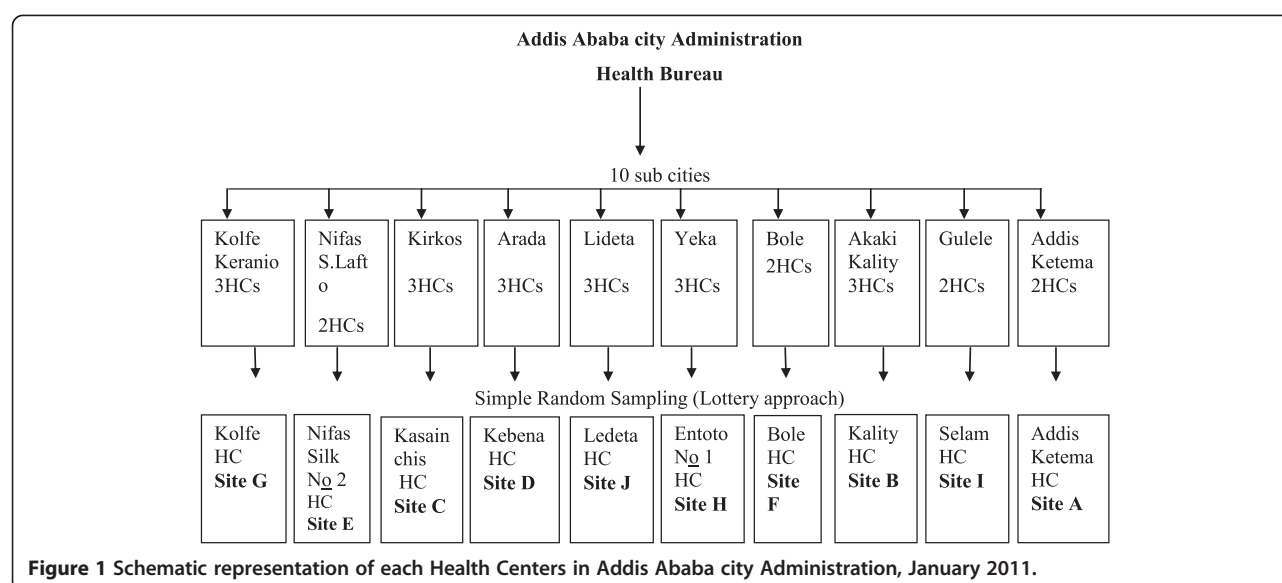 Addis Ababa city Administration
Health Bureau
10 sub cities
Kolfe
Keranio
3HCs
Nifas
S.Laft
o
2HCs
Kirkos
3HCs
Arada
3HCs
Lideta
3HCs
Yeka
3HCs
Bole
2HCs
Akaki
Kality
3HCs
Gulele
2HCs
Addis
Ketema
2HCs
Simple Random Sampling (Lottery approach)
Kolfe
HC
Site G
Nifas
Silk
No 2
HC
Site E
Kasain
chis
HC
Site C
Kebena
HC
Site D
Ledeta
HC
Site J
Entoto
No 1
HC
Site H
Bole
HC
Site
F
Kality
HC
Site B
Selam
HC
Site I
Addis
Ketema
HC
Site A
Figure 1 Schematic representation of each Health Centers in Addis Ababa city Administration, January 2011.